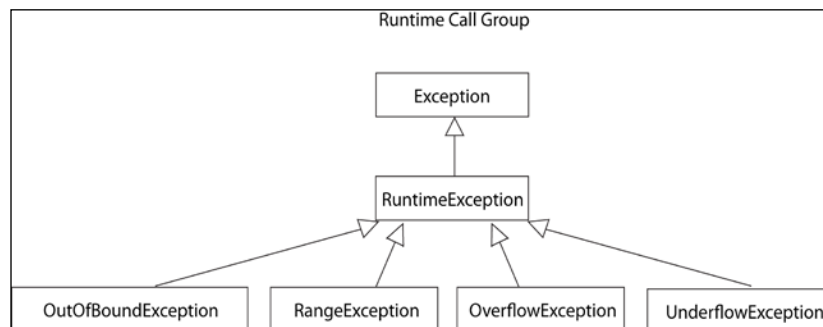 Runtime Call Group
Exception
RuntimeException
OutOfBoundException
RangeException
OverflowException
UnderflowException